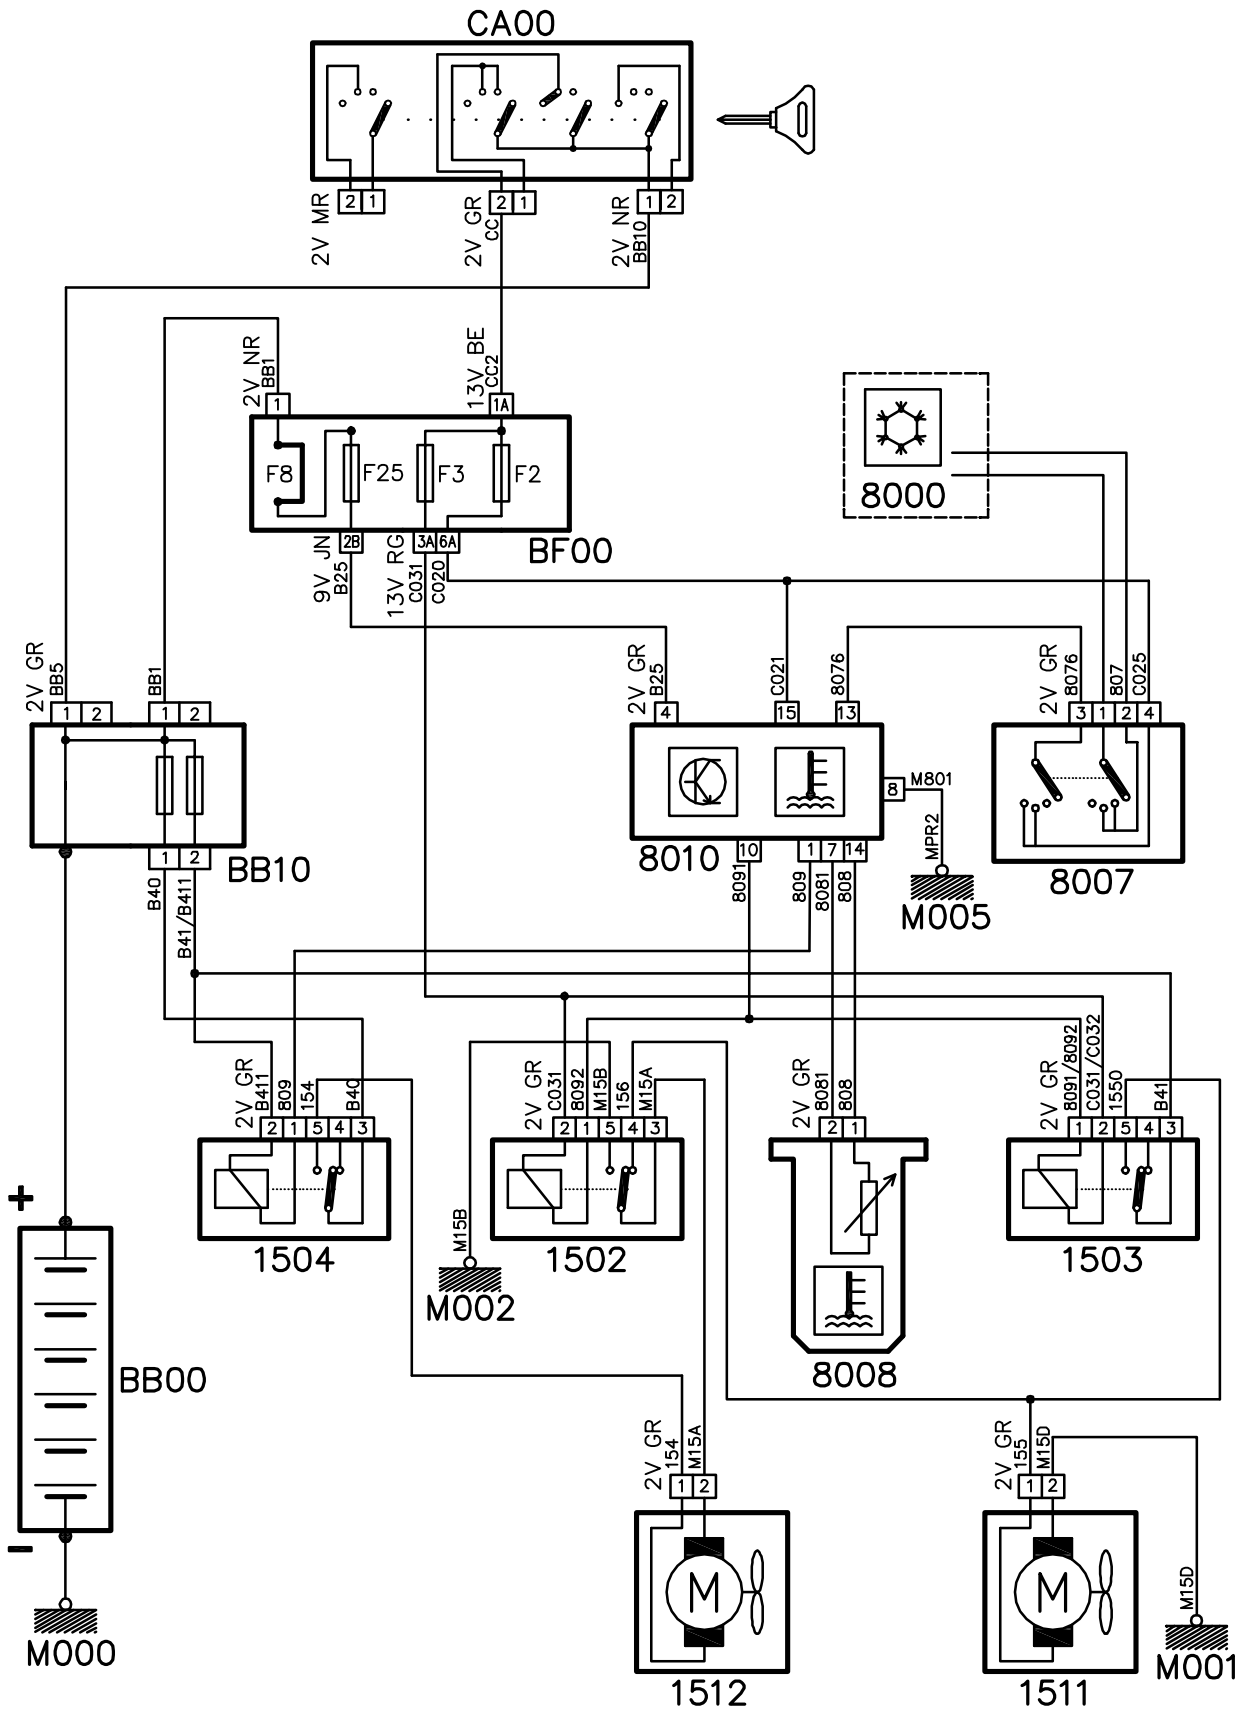 CA00
2 1 2 1 1 2
2V MR
2V GR
CC
2V NR
BB10
2V NR
BB1
13V BE
CC2
1 1A
F8 F25 F3 F2
8000
2B 3A 6A
BF00
9V JN
B25
13V RG
C031
C020
2V GR
BB5
BB1
2V GR
B25
C021
8076
2V GR
8076
807
C025
1 2 1 2
4 15 13
3 1 2 4
8 M801
MPR2
1 2
BB10
10 1 7 14
8010
8007
B40
B41/B411
8091
809
8081
808
M005
2V GR
B411
809
154
B40
2V GR
C031
8092
M15B
156
M15A
2V GR
8081
808
2V GR
8091/8092
C031/C032
1550
B41
2 1 5 4 3
2 1 5 4 3
2 1
1 2 5 4 3
+
M15B
1504
1502
1503
M002
BB00
8008
2V GR
154
M15A
2V GR
155
M15D
1 2
1 2
–
M
M
M15D
M000
M001
1512
1511